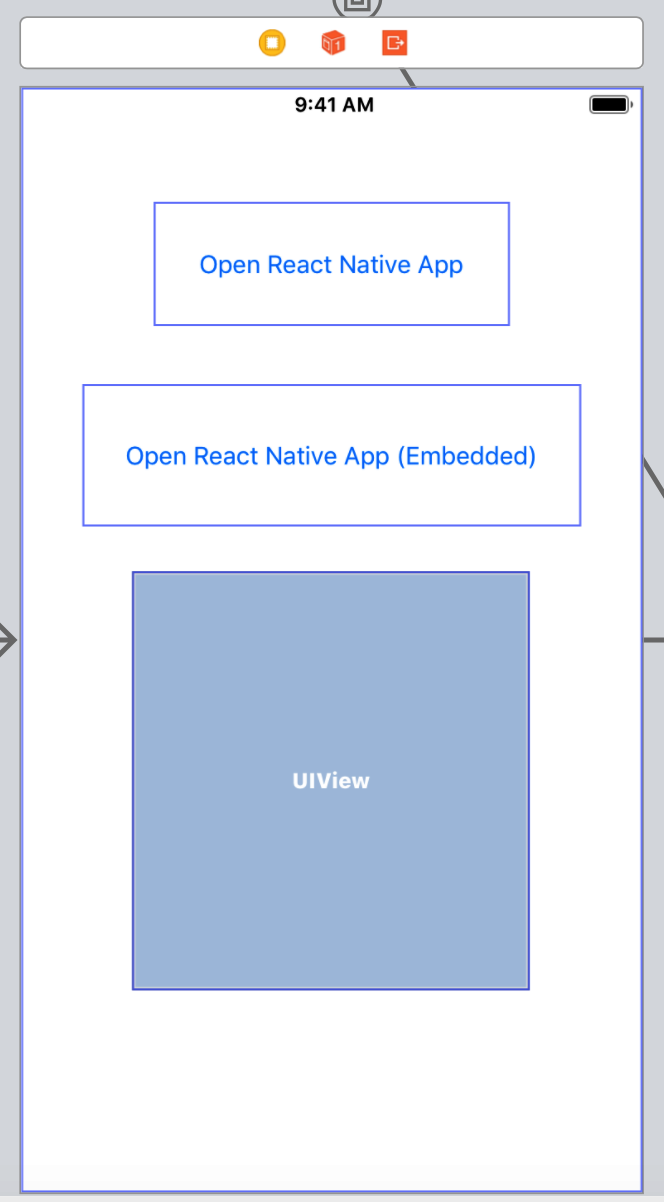 9:41 AM
Open React Native App
Open React Native App (Embedded)
UIView